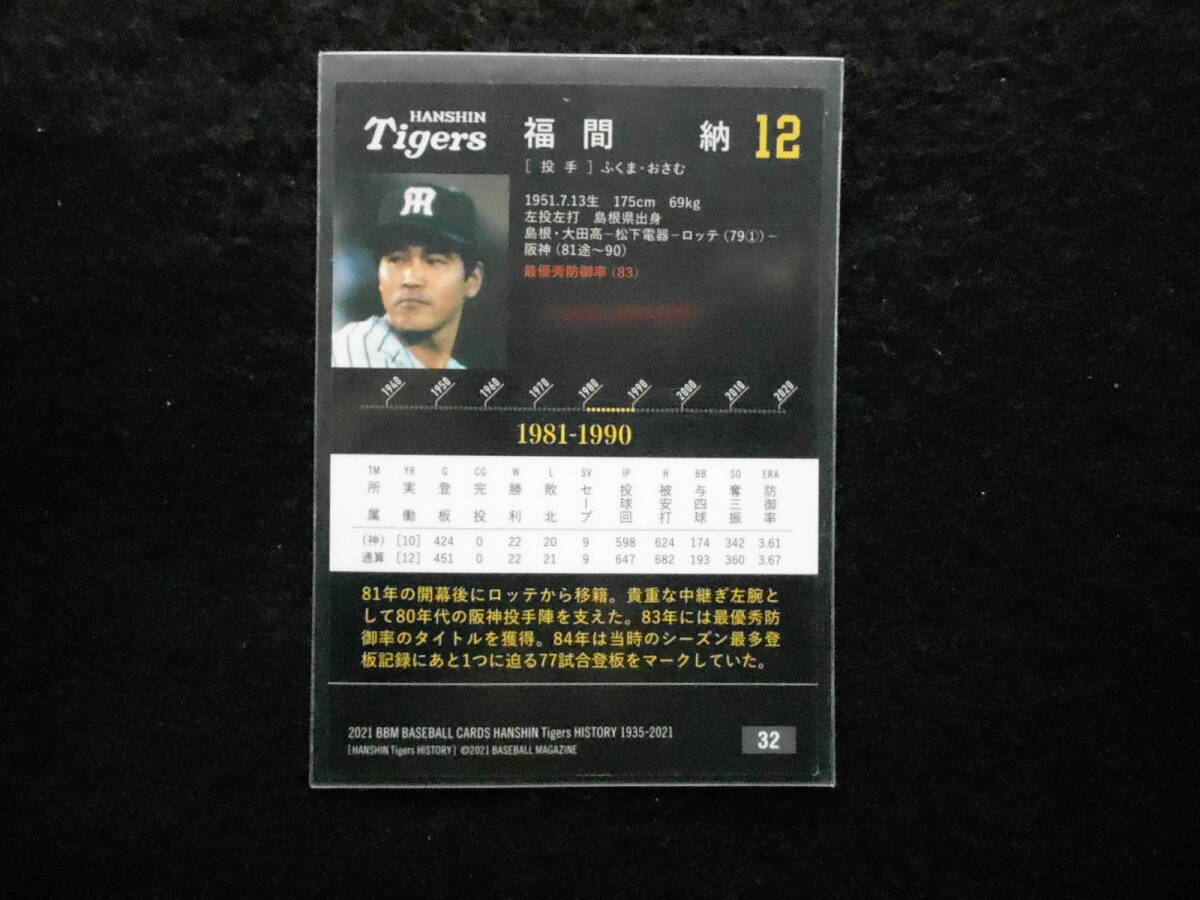 HANSHIN
Tigers
福間 納 12
[投手] ふくま・おさむ
1951.7.13生 175cm 69kg
左投左打 島根県出身
島根・大田高－松下電器－ロッテ(79①)－
阪神(81途～90)
最優秀防御率(83)
1940 1950 1960 1970 1980 1990 2000 2010 2020
1981-1990
TM YR G CG W L SV IP H BB SO ERA
所属 実働 登板 完投 勝利 敗北 セーブ 投球回 被安打 与四球 奪三振 防御率
(神) [10] 424 0 22 20 9 598 624 174 342 3.61
通算 [12] 451 0 22 21 9 647 682 193 360 3.67
81年の開幕後にロッテから移籍。貴重な中継ぎ左腕と
して80年代の阪神投手陣を支えた。83年には最優秀防
御率のタイトルを獲得。84年は当時のシーズン最多登
板記録にあと1つに迫る77試合登板をマークしていた。
2021 BBM BASEBALL CARDS HANSHIN Tigers HISTORY 1935-2021
[HANSHIN Tigers HISTORY] ©2021 BASEBALL MAGAZINE
32